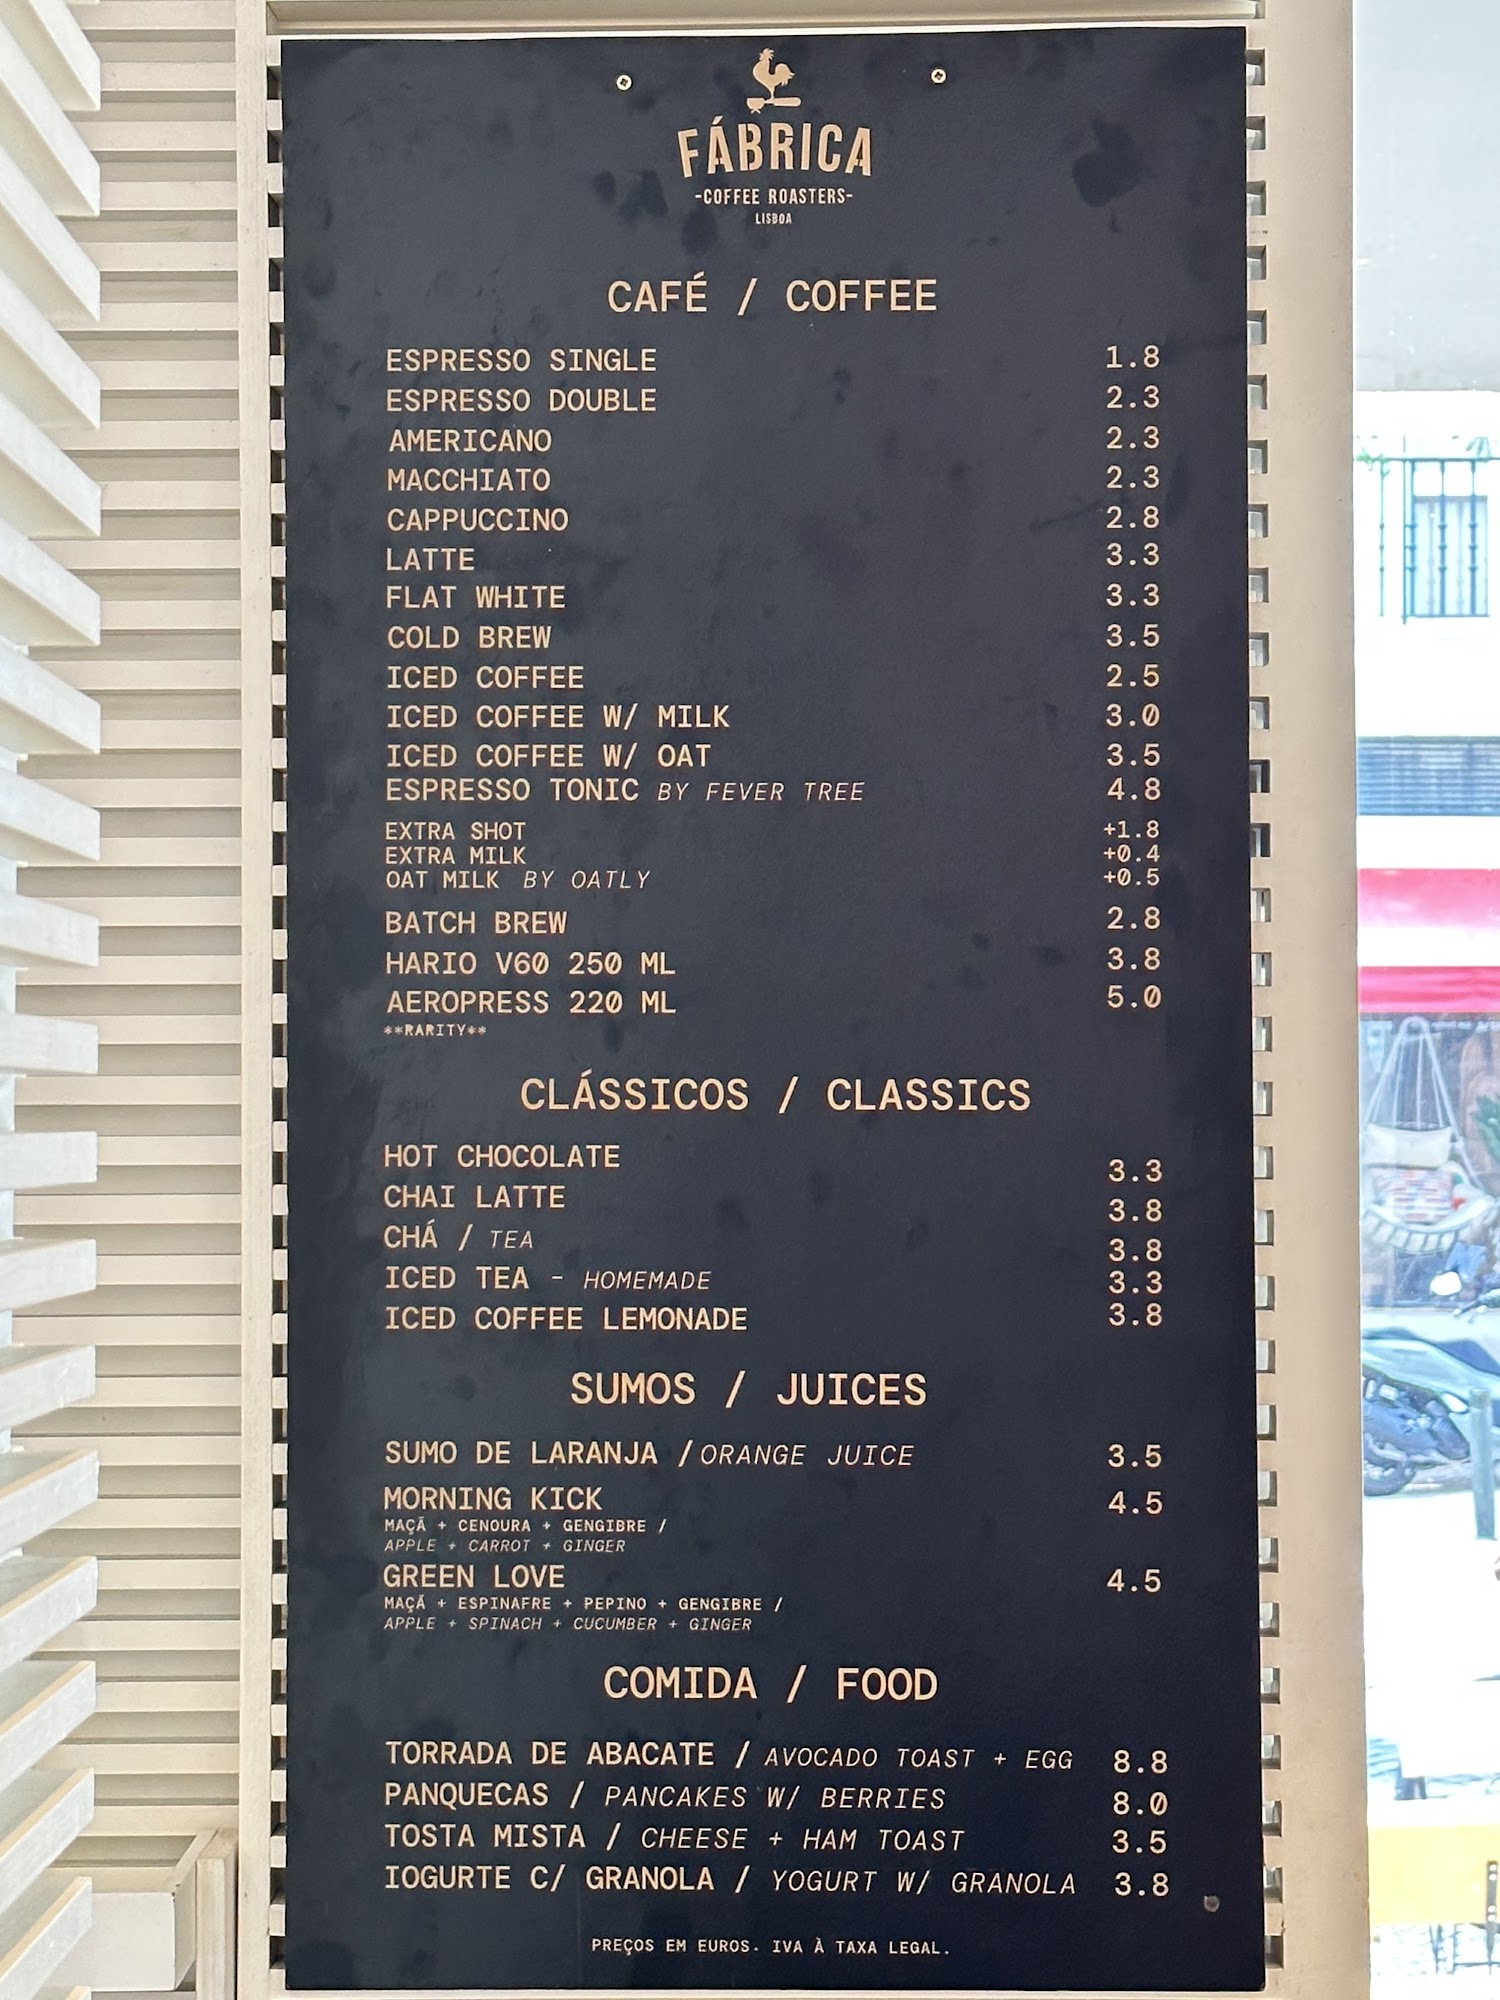 FÁBRICA
-COFFEE ROASTERS-
LISBOA
CAFÉ / COFFEE
ESPRESSO SINGLE 1.8
ESPRESSO DOUBLE 2.3
AMERICANO 2.3
MACCHIATO 2.3
CAPPUCCINO 2.8
LATTE 3.3
FLAT WHITE 3.3
COLD BREW 3.5
ICED COFFEE 2.5
ICED COFFEE W/ MILK 3.0
ICED COFFEE W/ OAT 3.5
ESPRESSO TONIC BY FEVER TREE 4.8
EXTRA SHOT +1.8
EXTRA MILK +0.4
OAT MILK BY OATLY +0.5
BATCH BREW 2.8
HARIO V60 250 ML 3.8
AEROPRESS 220 ML 5.0
**RARITY**
CLÁSSICOS / CLASSICS
HOT CHOCOLATE 3.3
CHAI LATTE 3.8
CHÁ / TEA 3.8
ICED TEA - HOMEMADE 3.3
ICED COFFEE LEMONADE 3.8
SUMOS / JUICES
SUMO DE LARANJA / ORANGE JUICE 3.5
MORNING KICK 4.5
MAÇÃ + CENOURA + GENGIBRE /
APPLE + CARROT + GINGER
GREEN LOVE 4.5
MAÇÃ + ESPINAFRE + PEPINO + GENGIBRE /
APPLE + SPINACH + CUCUMBER + GINGER
COMIDA / FOOD
TORRADA DE ABACATE / AVOCADO TOAST + EGG 8.8
PANQUECAS / PANCAKES W/ BERRIES 8.0
TOSTA MISTA / CHEESE + HAM TOAST 3.5
IOGURTE C/ GRANOLA / YOGURT W/ GRANOLA 3.8
PREÇOS EM EUROS. IVA À TAXA LEGAL.